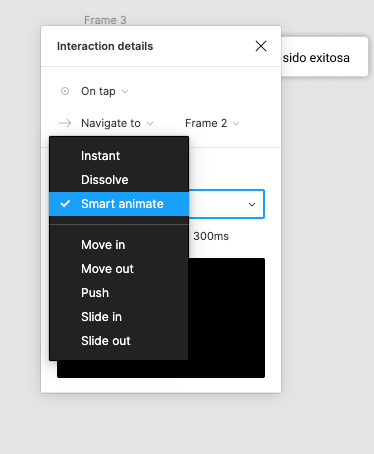 Frame 3
Interaction details
sido exitosa
On tap
Navigate to Frame 2
Instant
Dissolve
Smart animate
300ms
Move in
Move out
Push
Slide in
Slide out